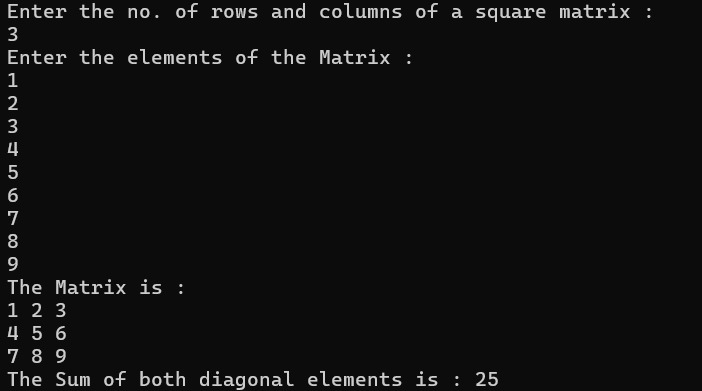 Enter the no. of rows and columns of a square matrix :
3
Enter the elements of the Matrix :
1
2
3
4
5
6
7
8
9
The Matrix is :
1 2 3
4 5 6
7 8 9
The Sum of both diagonal elements is : 25